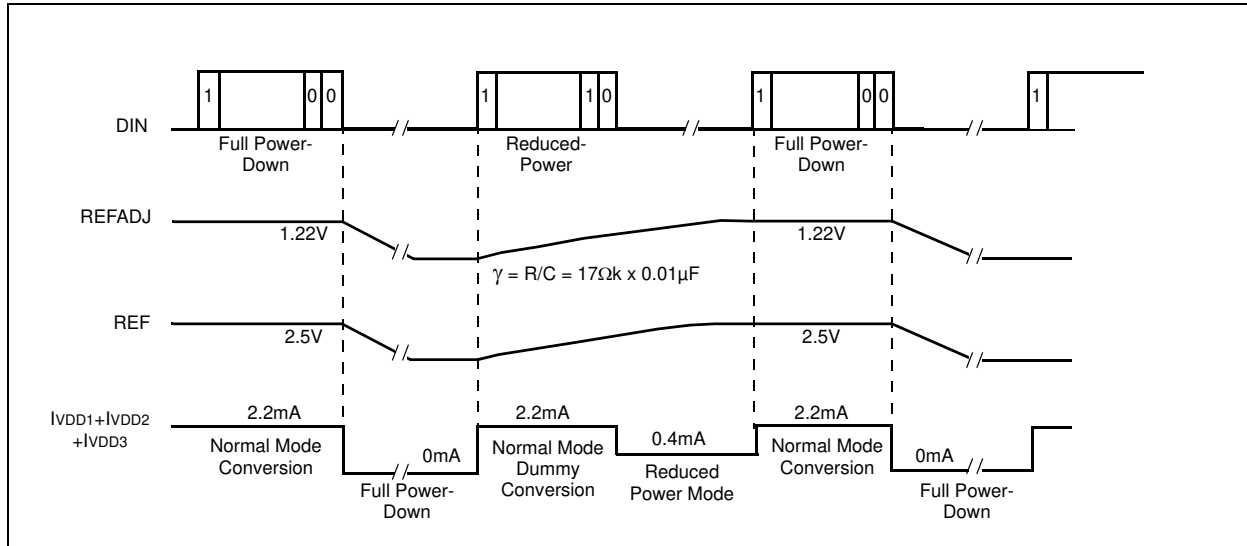 1 0 0 1 1 0 1 0 0 1
DIN
Full Power-
Down
Reduced-
Power
Full Power-
Down
REFADJ
1.22V
1.22V
γ = R/C = 17Ωk x 0.01µF
REF
2.5V
2.5V
IVDD1+IVDD2
+IVDD3
2.2mA
Normal Mode
Conversion
0mA
Full Power-
Down
2.2mA
Normal Mode
Dummy
Conversion
0.4mA
Reduced
Power Mode
2.2mA
Normal Mode
Conversion
0mA
Full Power-
Down